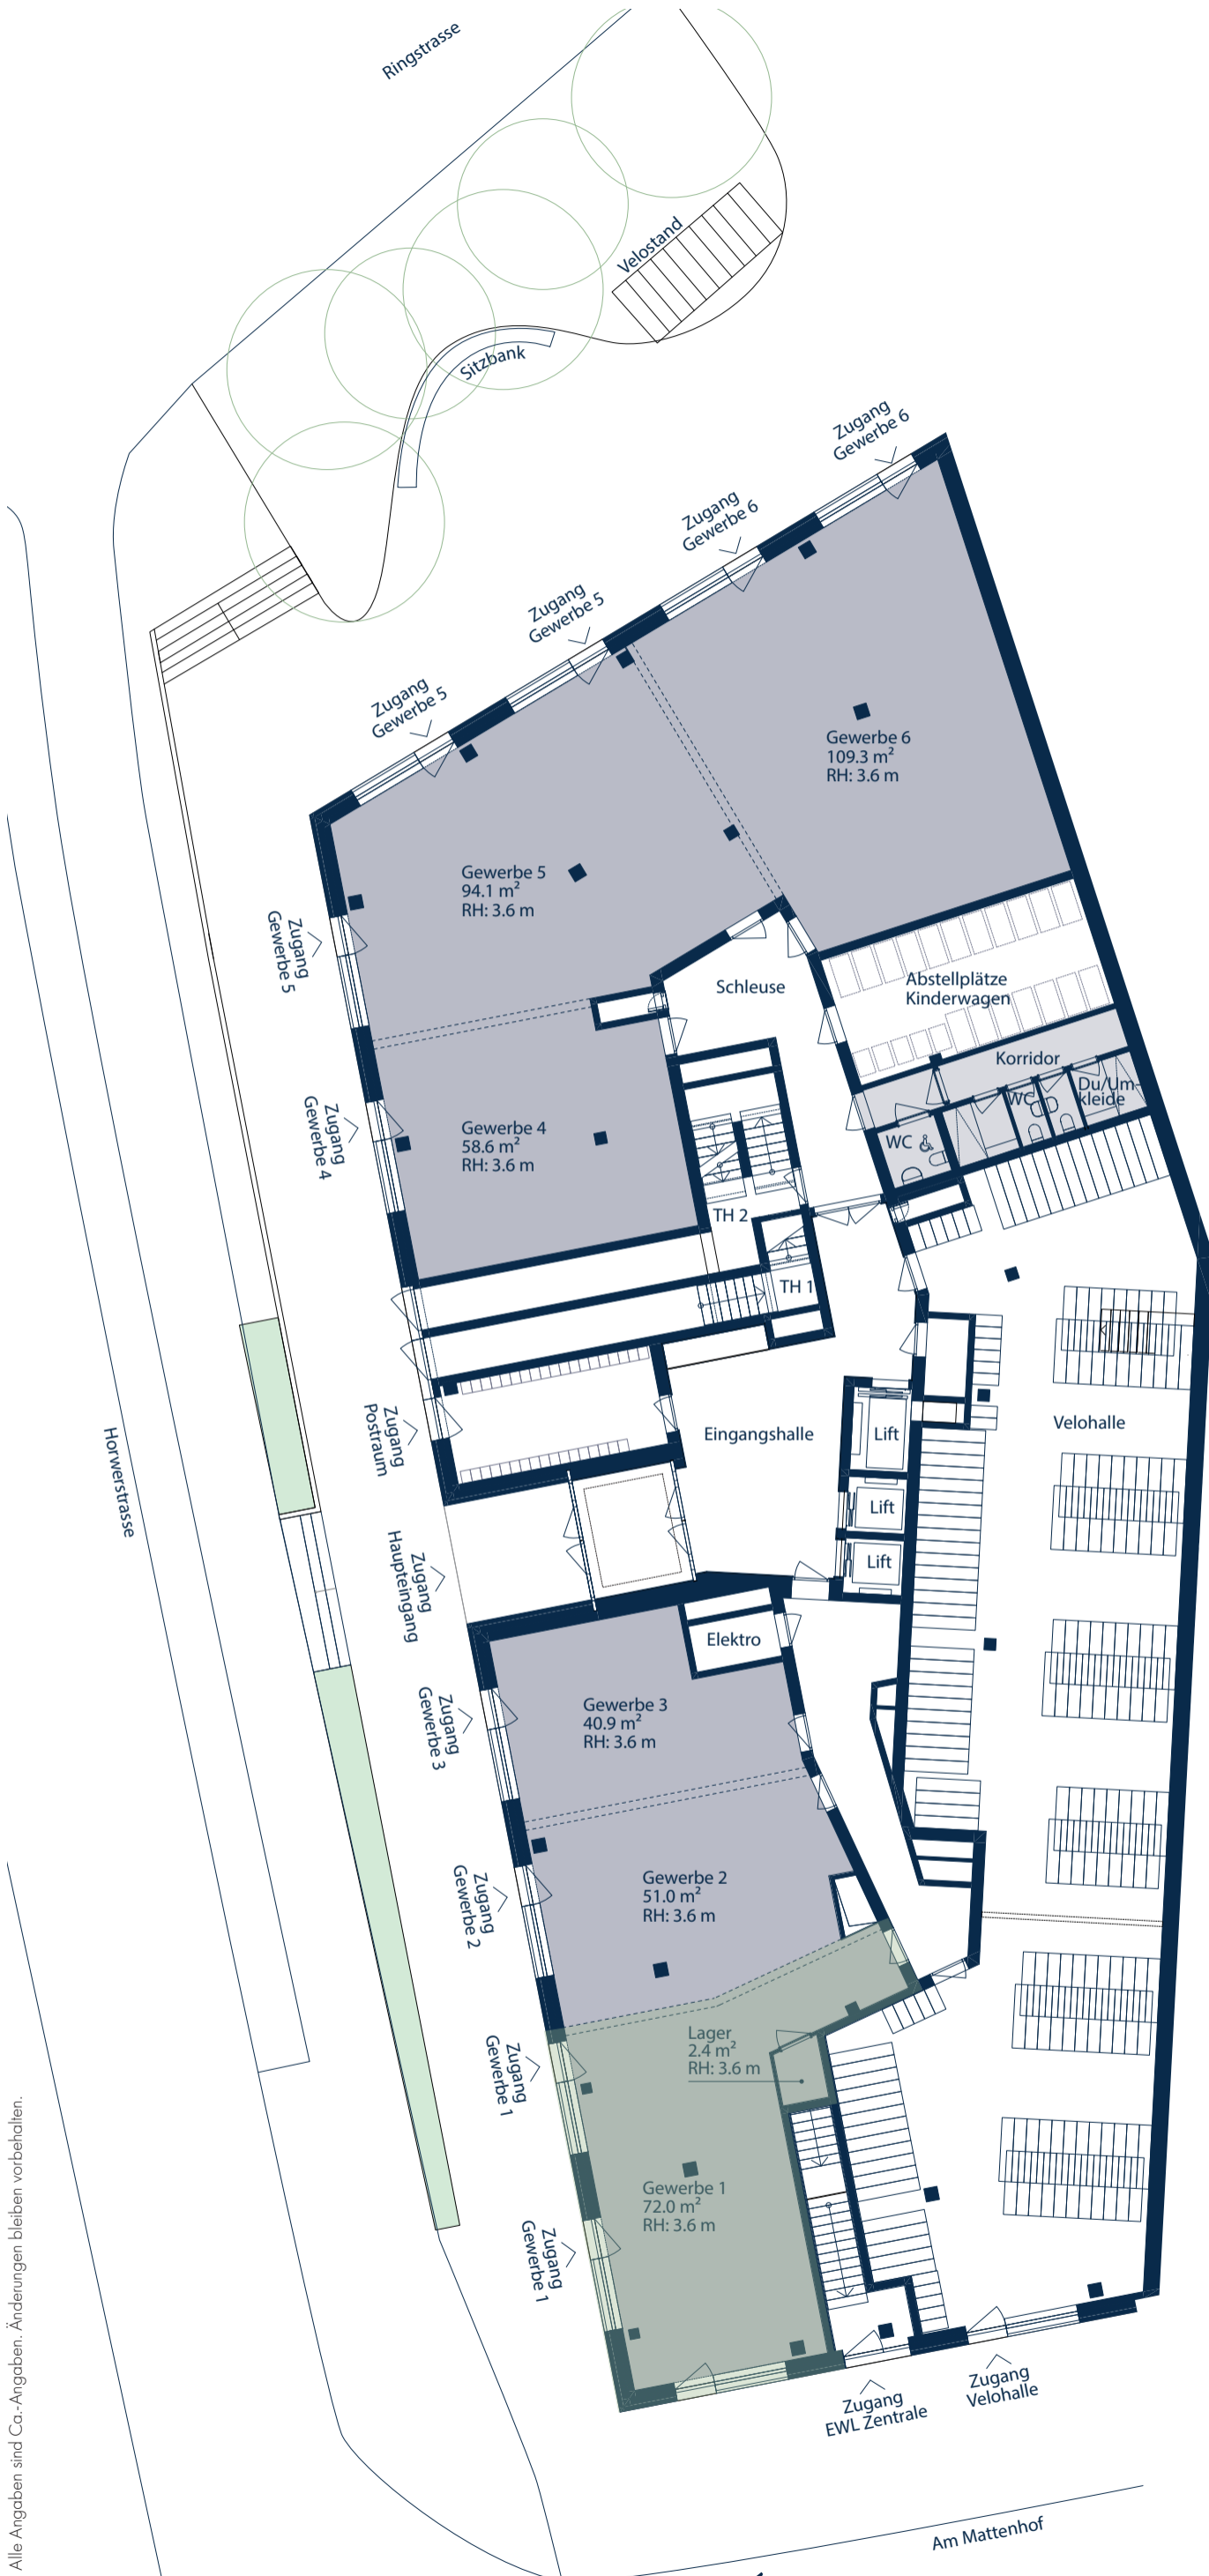 Ringstrasse
Velostand
Sitzbank
Zugang
Gewerbe 6
Zugang
Gewerbe 6
Zugang
Gewerbe 5
Zugang
Gewerbe 5
Gewerbe 6
109.3 m²
RH: 3.6 m
Gewerbe 5
94.1 m²
RH: 3.6 m
Zugang
Gewerbe 5
Schleuse
Abstellplätze
Kinderwagen
Korridor
WC
Du/Um-
kleide
WC
Zugang
Gewerbe 4
Gewerbe 4
58.6 m²
RH: 3.6 m
TH 2
TH 1
Zugang
Postraum
Eingangshalle
Lift
Lift
Lift
Velohalle
Horwerstrasse
Zugang
Haupteingang
Elektro
Zugang
Gewerbe 3
Gewerbe 3
40.9 m²
RH: 3.6 m
Zugang
Gewerbe 2
Gewerbe 2
51.0 m²
RH: 3.6 m
Lager
2.4 m²
RH: 3.6 m
Zugang
Gewerbe 1
Gewerbe 1
72.0 m²
RH: 3.6 m
Zugang
Gewerbe 1
Zugang
EWL Zentrale
Zugang
Velohalle
Am Mattenhof
Alle Angaben sind Ca.-Angaben. Änderungen bleiben vorbehalten.